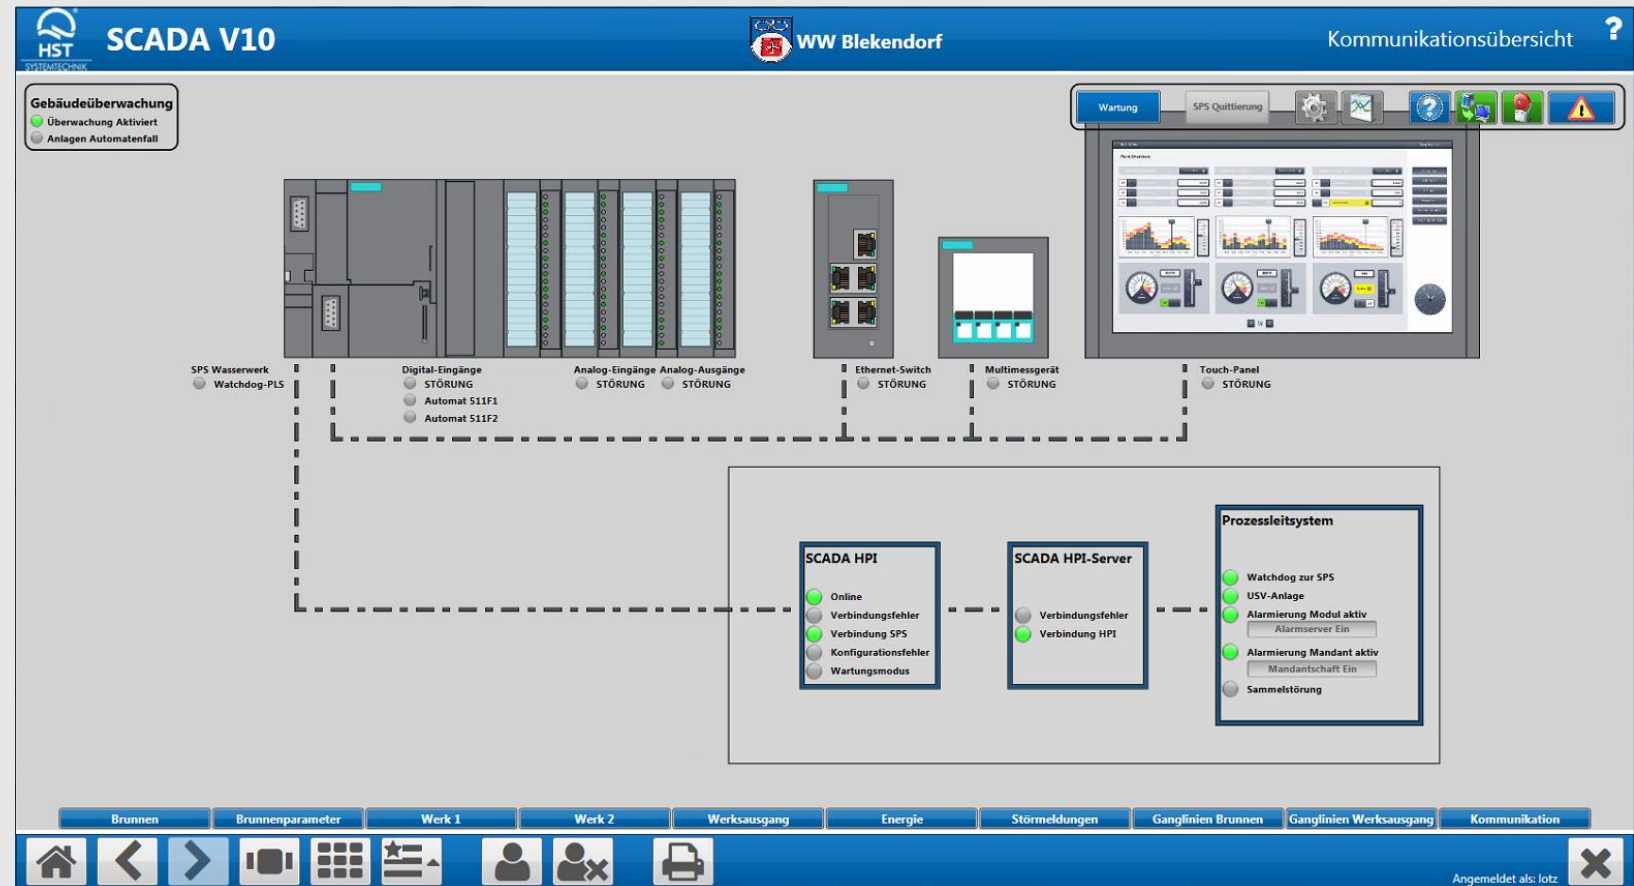 HST
SYSTEMTECHNIK
SCADA V10
WW Blekendorf
Kommunikationsübersicht
?
Gebäudeüberwachung
Überwachung Aktiviert
Anlagen Automatenfall
Wartung
SPS Quittierung
SPS Wasserwerk
Watchdog-PLS
Digital-Eingänge
STÖRUNG
Automat 511F1
Automat 511F2
Analog-Eingänge
STÖRUNG
Analog-Ausgänge
STÖRUNG
Ethernet-Switch
STÖRUNG
Multimessgerät
STÖRUNG
Touch-Panel
STÖRUNG
SCADA HPI
Online
Verbindungsfehler
Verbindung SPS
Konfigurationsfehler
Wartungsmodus
SCADA HPI-Server
Verbindungsfehler
Verbindung HPI
Prozessleitsystem
Watchdog zur SPS
USV-Anlage
Alarmierung Modul aktiv
Alarmserver Ein
Alarmierung Mandant aktiv
Mandantschaft Ein
Sammelstörung
Brunnen
Brunnenparameter
Werk 1
Werk 2
Werksausgang
Energie
Störmeldungen
Ganglinien Brunnen
Ganglinien Werksausgang
Kommunikation
Angemeldet als: lotz